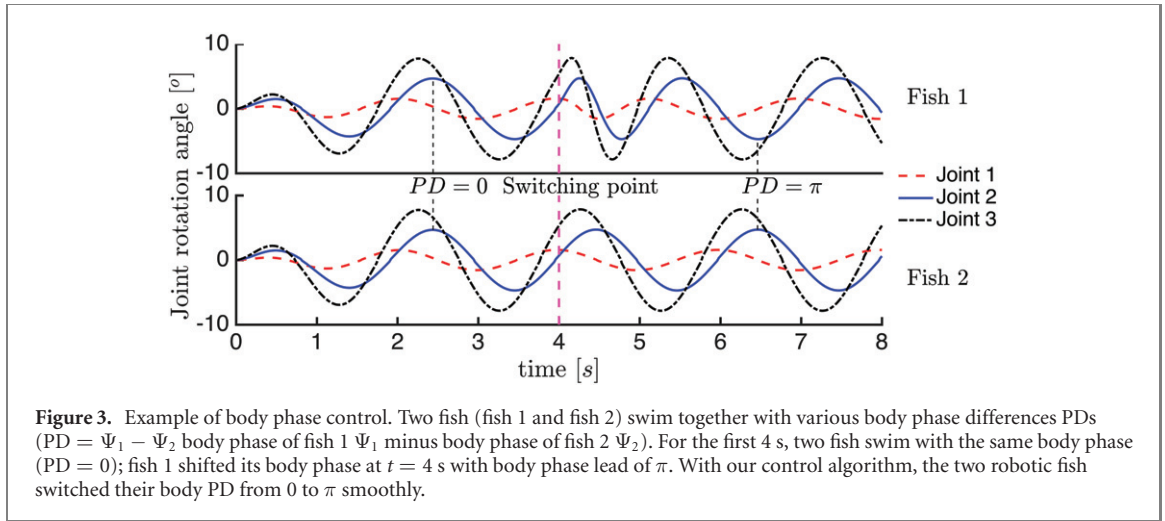 10
0
-10
Fish 1
Joint rotation angle [°]
PD = 0 Switching point PD = π
Joint 1
Joint 2
Joint 3
10
0
-10
Fish 2
0 1 2 3 4 5 6 7 8
time [s]
Figure 3. Example of body phase control. Two fish (fish 1 and fish 2) swim together with various body phase differences PDs
(PD = Ψ₁ − Ψ₂ body phase of fish 1 Ψ₁ minus body phase of fish 2 Ψ₂). For the first 4 s, two fish swim with the same body phase
(PD = 0); fish 1 shifted its body phase at t = 4 s with body phase lead of π. With our control algorithm, the two robotic fish
switched their body PD from 0 to π smoothly.